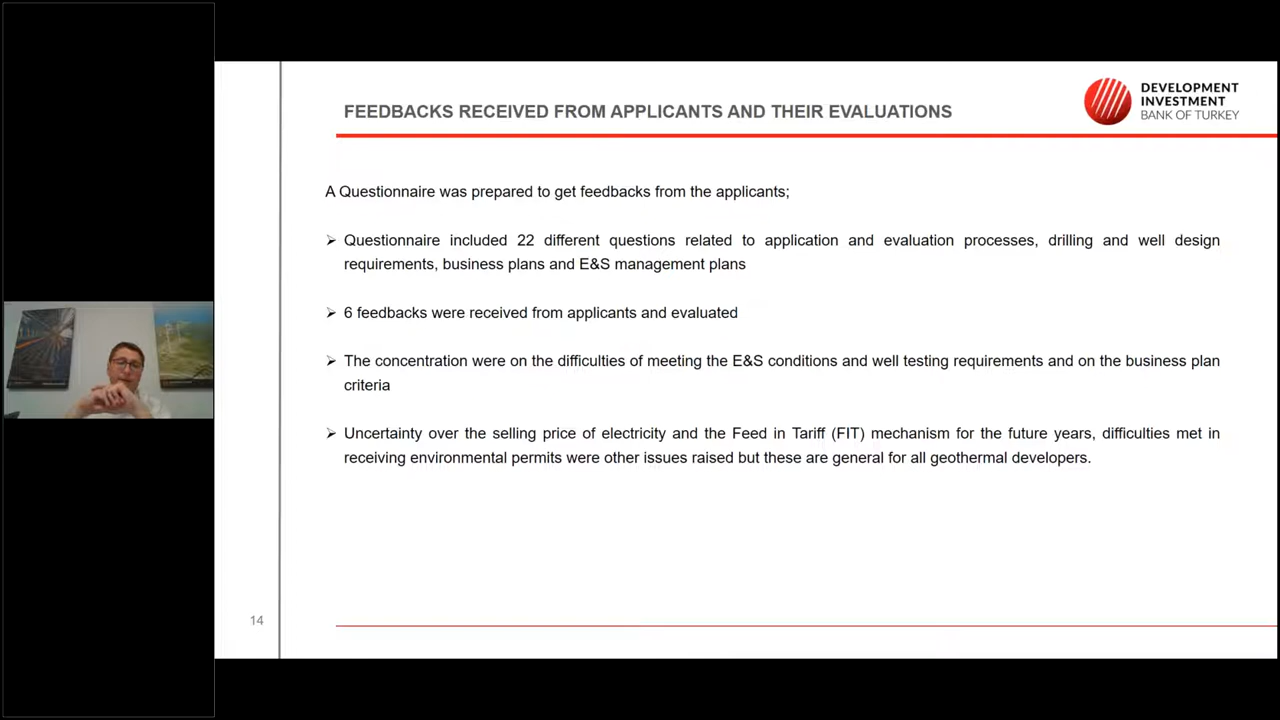 FEEDBACKS RECEIVED FROM APPLICANTS AND THEIR EVALUATIONS
DEVELOPMENT
INVESTMENT
BANK OF TURKEY
A Questionnaire was prepared to get feedbacks from the applicants;
➢ Questionnaire included 22 different questions related to application and evaluation processes, drilling and well design
requirements, business plans and E&S management plans
➢ 6 feedbacks were received from applicants and evaluated
➢ The concentration were on the difficulties of meeting the E&S conditions and well testing requirements and on the business plan
criteria
➢ Uncertainty over the selling price of electricity and the Feed in Tariff (FIT) mechanism for the future years, difficulties met in
receiving environmental permits were other issues raised but these are general for all geothermal developers.
14